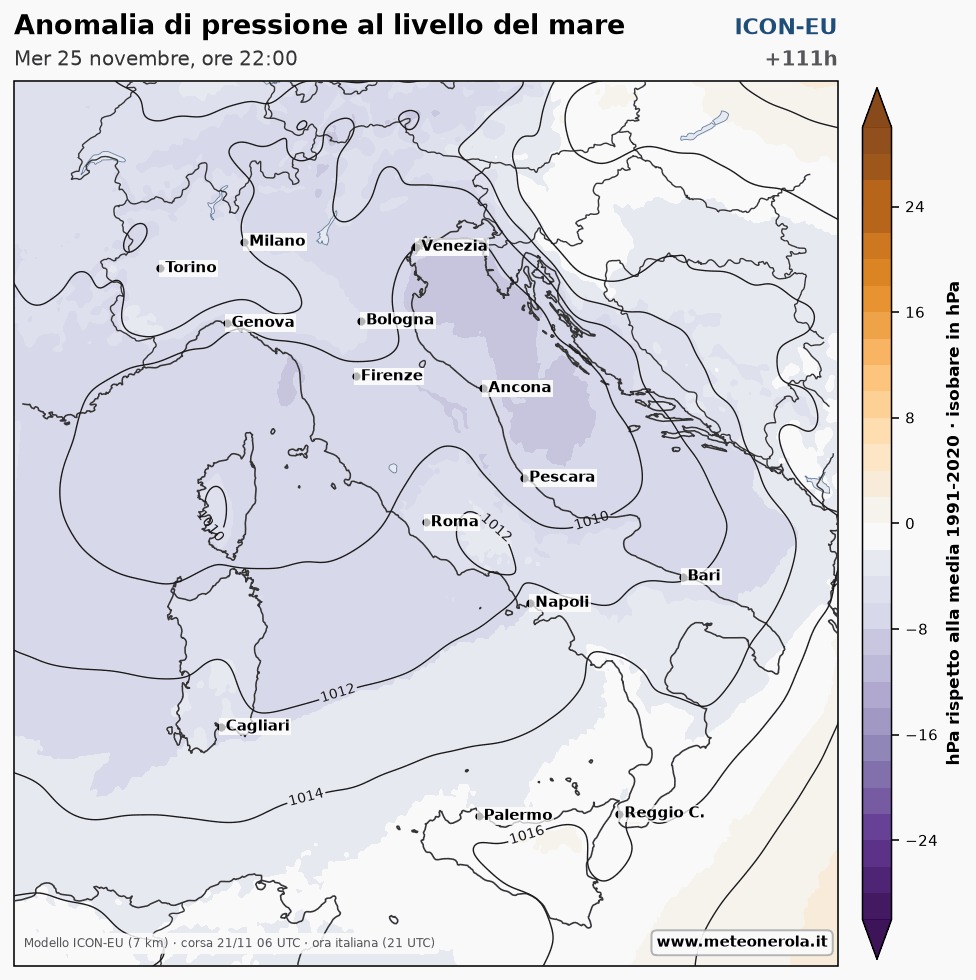 Anomalia di pressione al livello del mare
ICON-EU
Mer 25 novembre, ore 22:00
+111h
Milano
Venezia
Torino
Genova
Bologna
Firenze
Ancona
Pescara
1010
1010
Roma
1012
Bari
Napoli
1012
Cagliari
1014
Palermo
Reggio C.
1016
Modello ICON-EU (7 km) · corsa 21/11 06 UTC · ora italiana (21 UTC)
www.meteonerola.it
24
16
8
0
−8
−16
−24
hPa rispetto alla media 1991-2020 · isobare in hPa